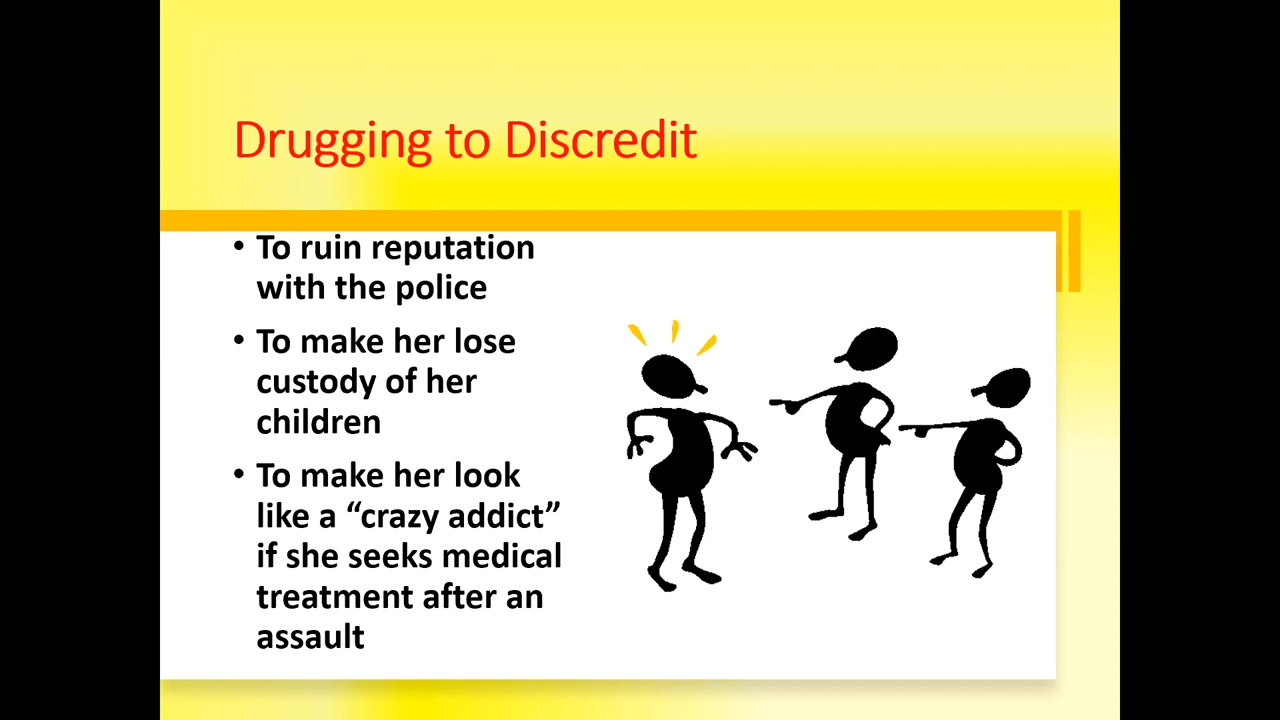 Drugging to Discredit
• To ruin reputation
with the police
• To make her lose
custody of her
children
• To make her look
like a “crazy addict”
if she seeks medical
treatment after an
assault